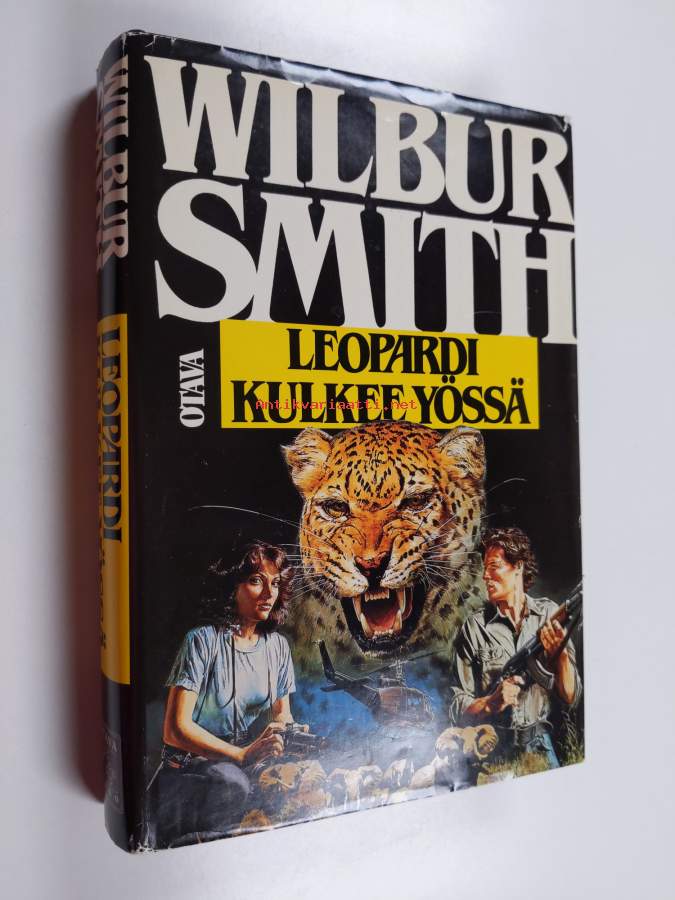 WILBUR
SMITH
LEOPARDI
KULKEE YÖSSÄ
OTAVA
Antikvariaatti.net
WILBUR
LEOPARDI